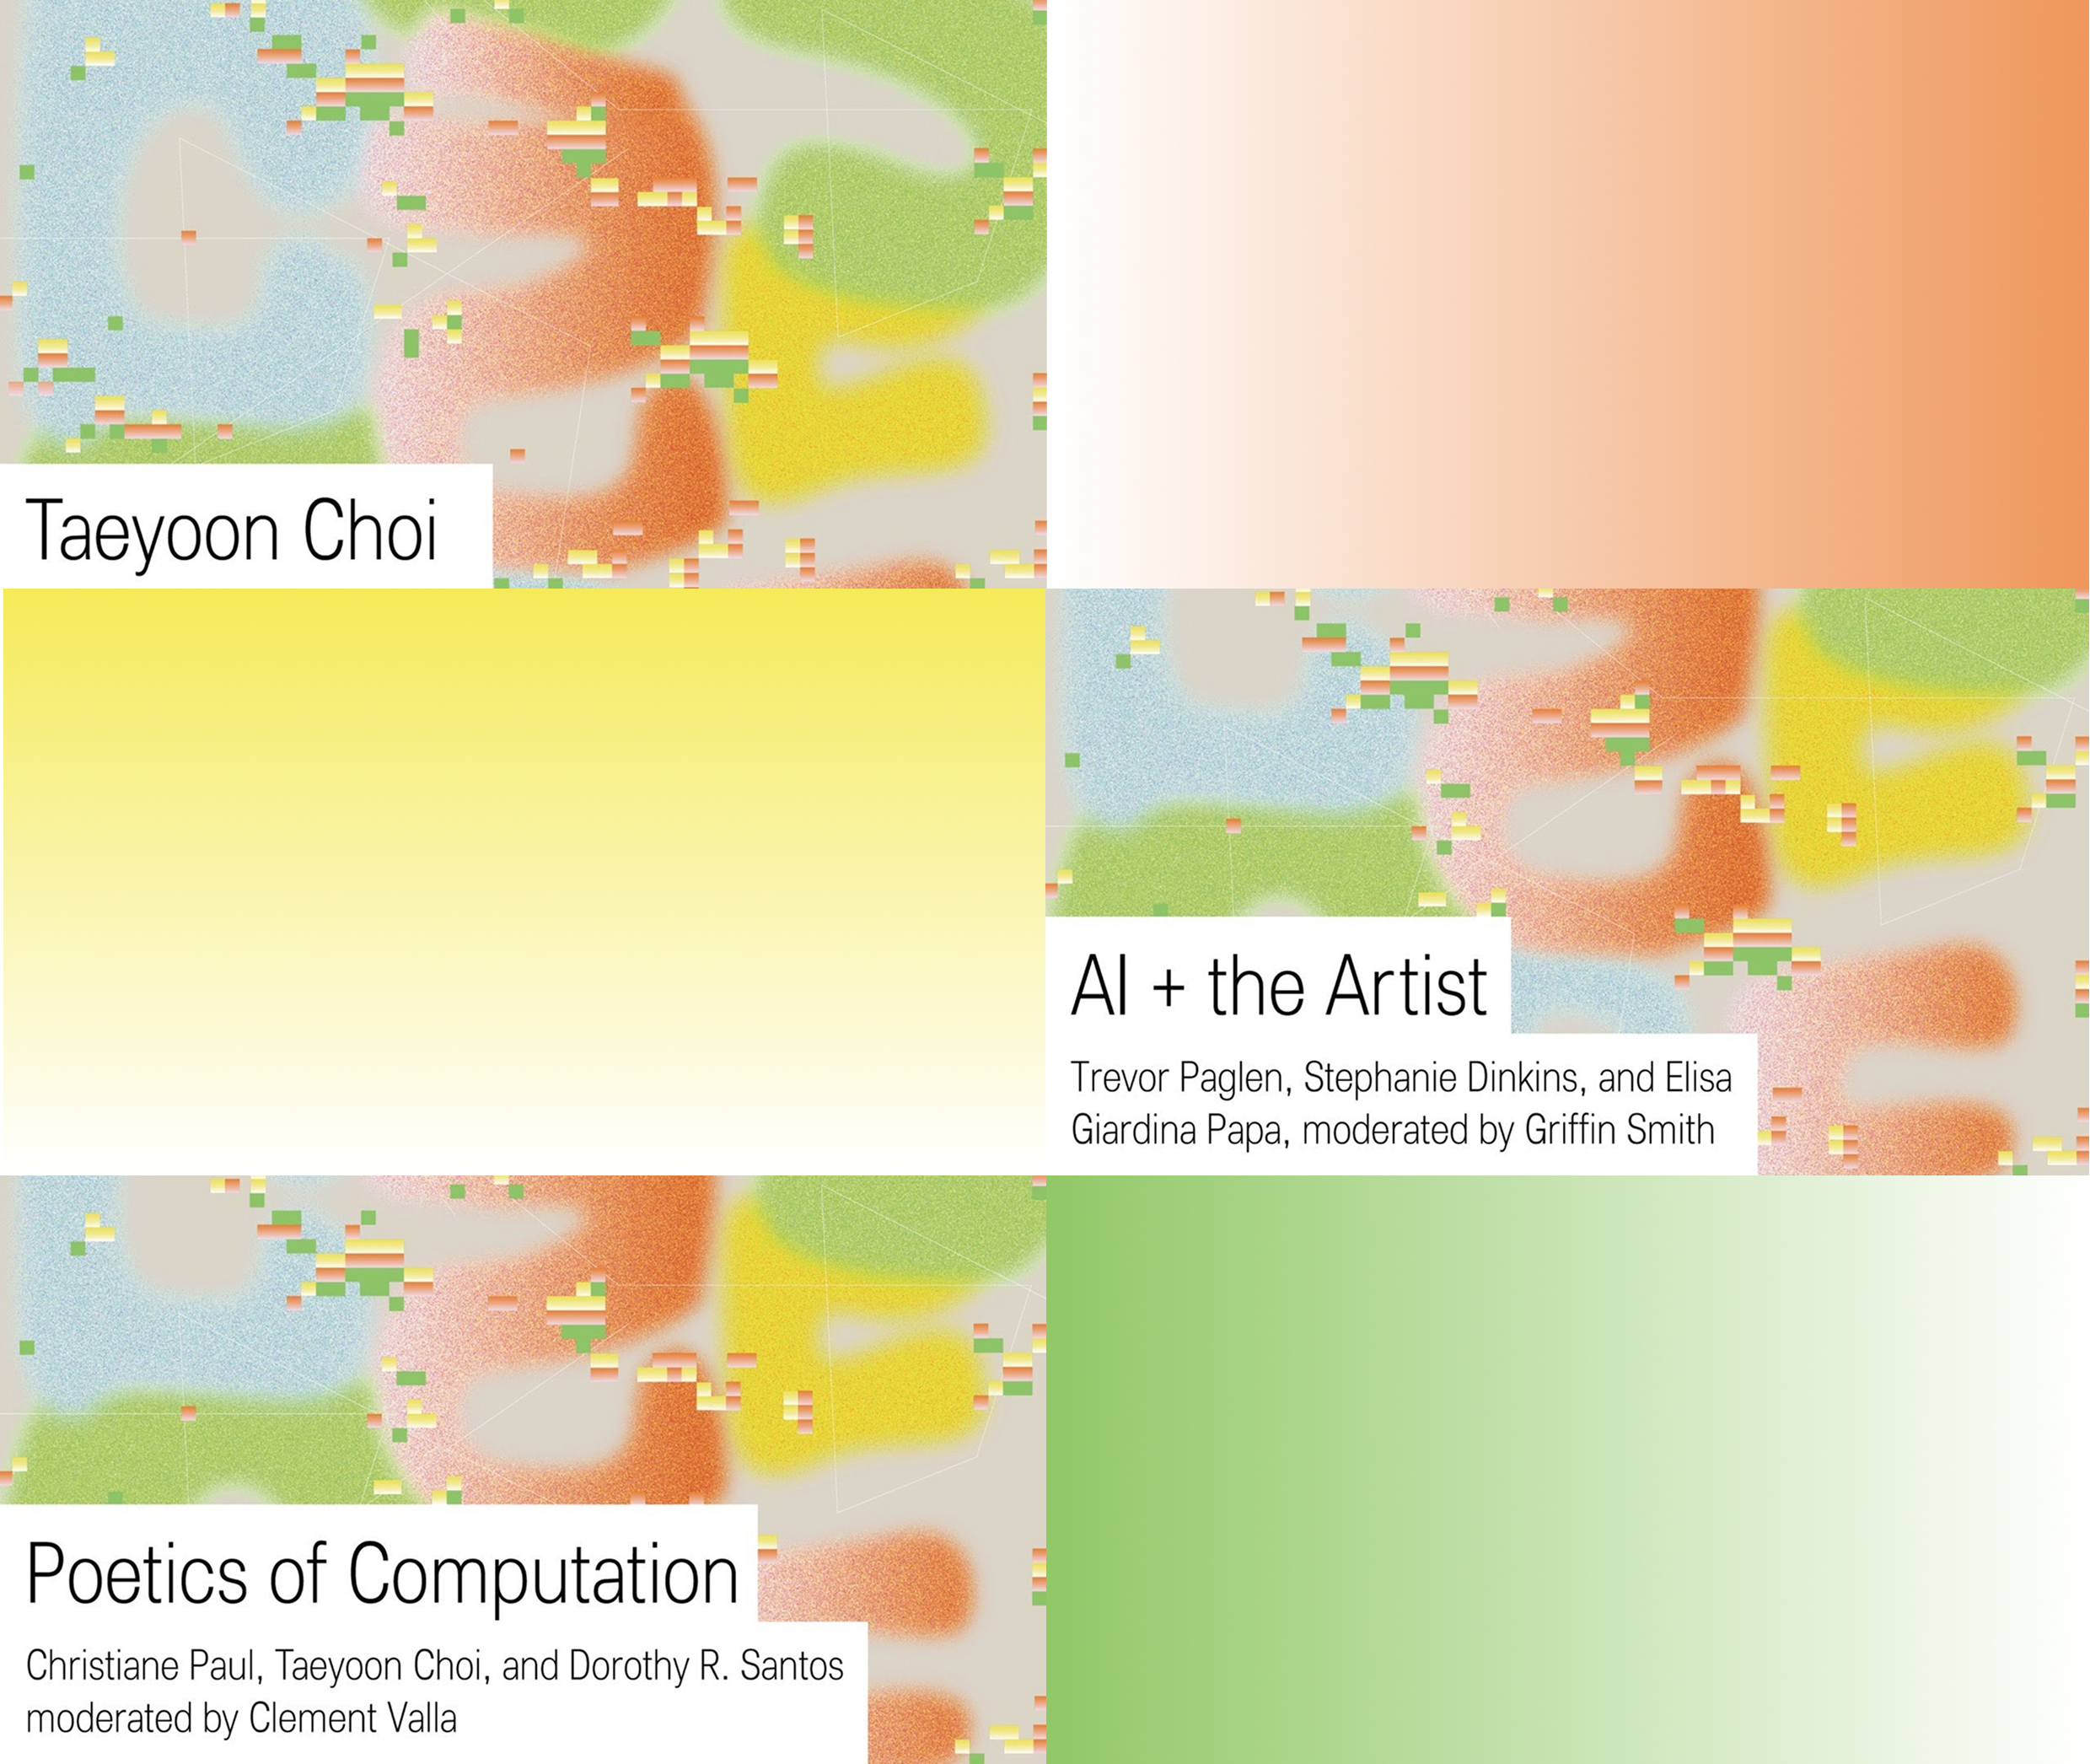 Taeyoon Choi
AI + the Artist
Trevor Paglen, Stephanie Dinkins, and Elisa
Giardina Papa, moderated by Griffin Smith
Poetics of Computation
Christiane Paul, Taeyoon Choi, and Dorothy R. Santos
moderated by Clement Valla